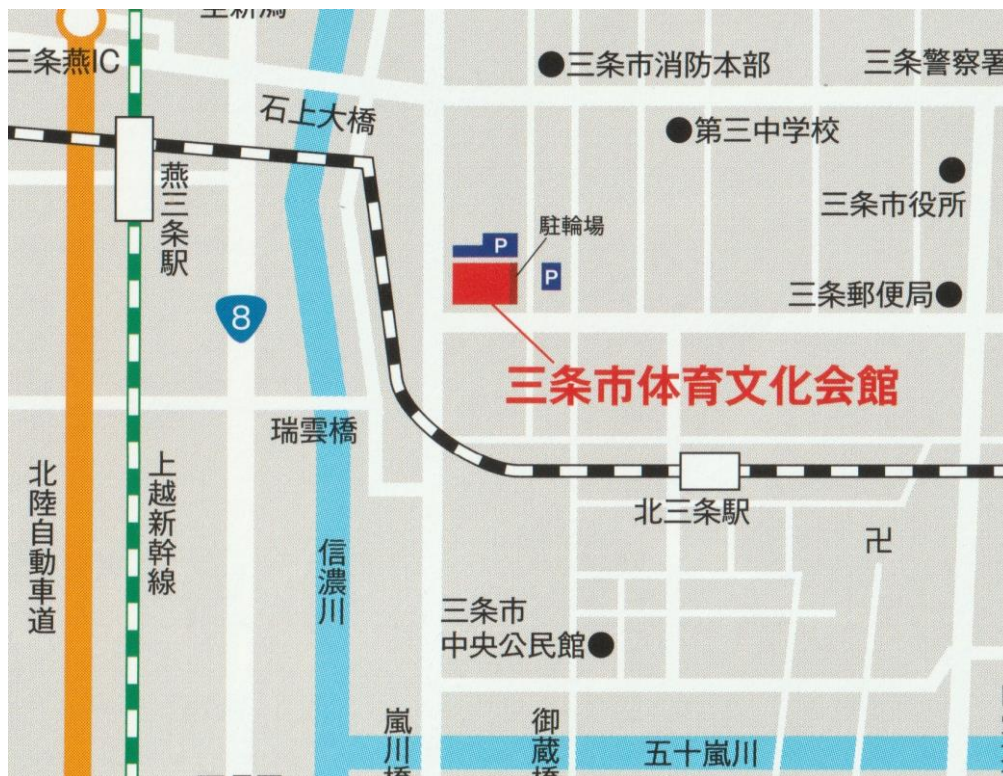 三条燕IC
三条市消防本部
三条警察署
石上大橋
第三中学校
燕三条駅
三条市役所
駐輪場
P
P
8
三条郵便局
三条市体育文化会館
瑞雲橋
北陸自動車道
上越新幹線
北三条駅
卍
信濃川
三条市
中央公民館
嵐川橋
御蔵橋
五十嵐川